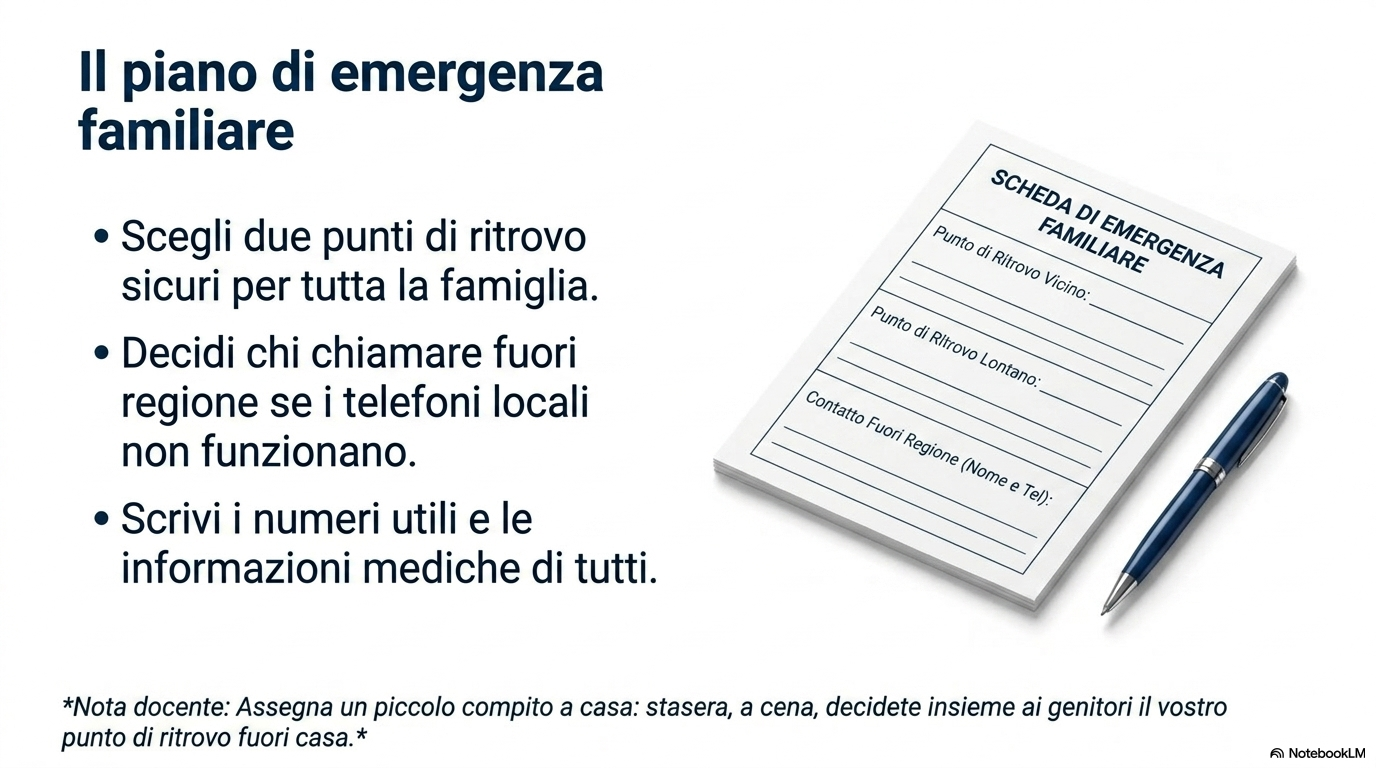 Il piano di emergenza
familiare
• Scegli due punti di ritrovo
sicuri per tutta la famiglia.
• Decidi chi chiamare fuori
regione se i telefoni locali
non funzionano.
• Scrivi i numeri utili e le
informazioni mediche di tutti.
SCHEDA DI EMERGENZA
FAMILIARE
Punto di Ritrovo Vicino:
Punto di Ritrovo Lontano:
Contatto Fuori Regione (Nome e Tel):
*Nota docente: Assegna un piccolo compito a casa: stasera, a cena, decidete insieme ai genitori il vostro
punto di ritrovo fuori casa.*
NotebookLM